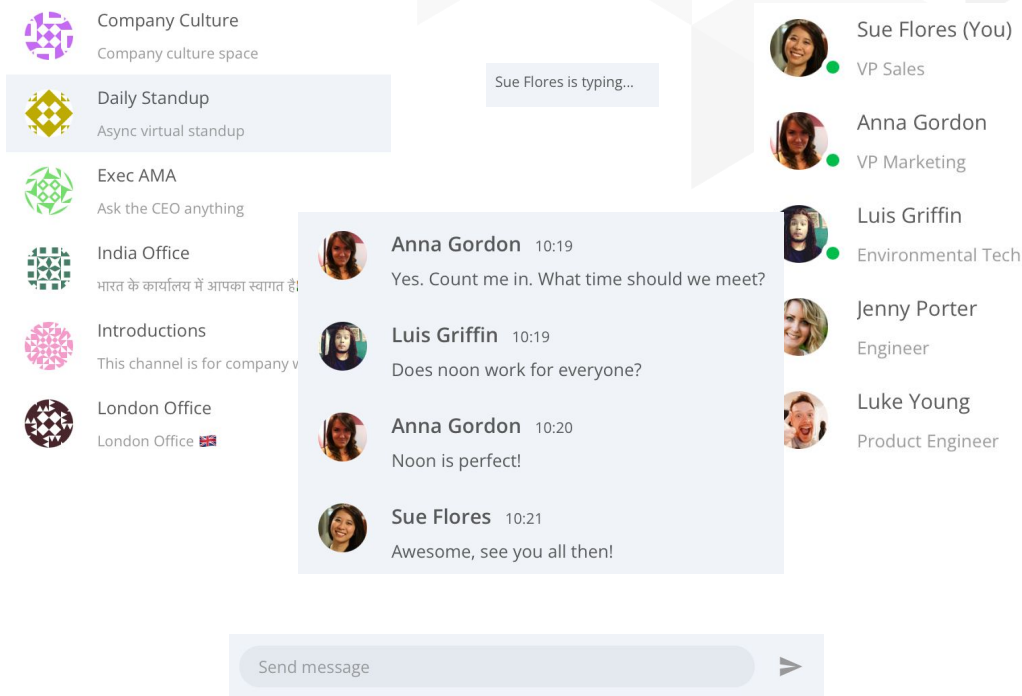 Company Culture
Company culture space
Daily Standup
Async virtual standup
Exec AMA
Ask the CEO anything
India Office
भारत के कार्यालय में आपका स्वागत है
Introductions
This channel is for company
London Office
London Office 🇬🇧
Sue Flores is typing...
Anna Gordon 10:19
Yes. Count me in. What time should we meet?
Luis Griffin 10:19
Does noon work for everyone?
Anna Gordon 10:20
Noon is perfect!
Sue Flores 10:21
Awesome, see you all then!
Send message
Sue Flores (You)
VP Sales
Anna Gordon
VP Marketing
Luis Griffin
Environmental Tech
Jenny Porter
Engineer
Luke Young
Product Engineer